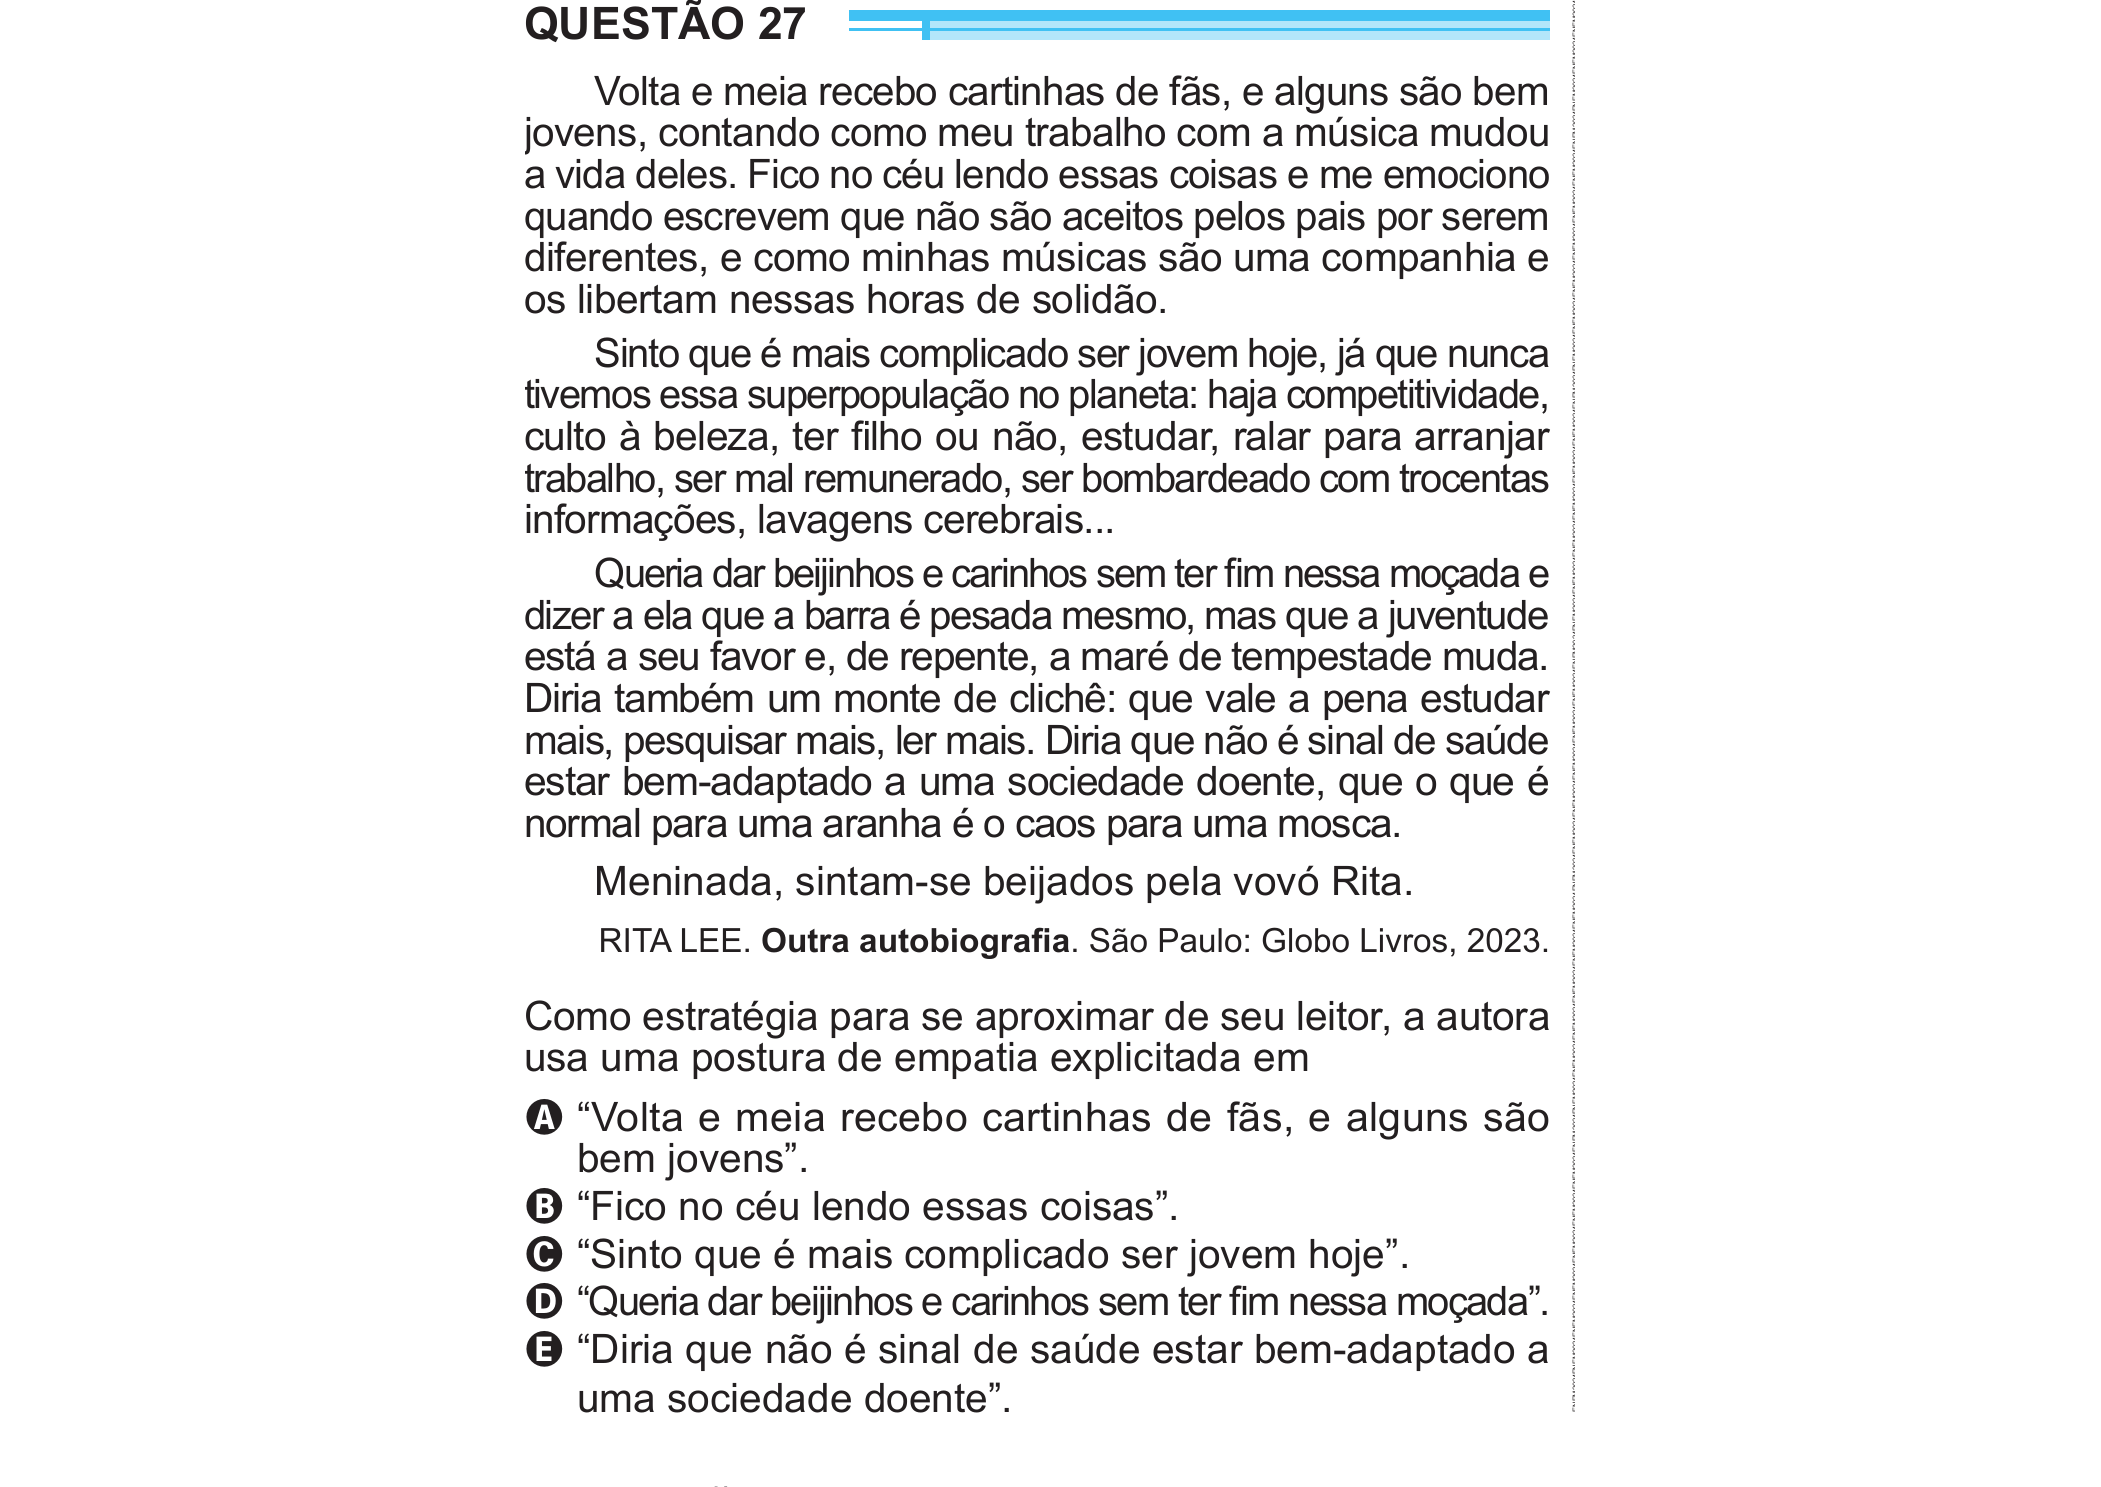 QUESTÃO 27
Volta e meia recebo cartinhas de fãs, e alguns são bem
jovens, contando como meu trabalho com a música mudou
a vida deles. Fico no céu lendo essas coisas e me emociono
quando escrevem que não são aceitos pelos pais por serem
diferentes, e como minhas músicas são uma companhia e
os libertam nessas horas de solidão.
Sinto que é mais complicado ser jovem hoje, já que nunca
tivemos essa superpopulação no planeta: haja competitividade,
culto à beleza, ter filho ou não, estudar, ralar para arranjar
trabalho, ser mal remunerado, ser bombardeado com trocentas
informações, lavagens cerebrais...
Queria dar beijinhos e carinhos sem ter fim nessa moçada e
dizer a ela que a barra é pesada mesmo, mas que a juventude
está a seu favor e, de repente, a maré de tempestade muda.
Diria também um monte de clichê: que vale a pena estudar
mais, pesquisar mais, ler mais. Diria que não é sinal de saúde
estar bem-adaptado a uma sociedade doente, que o que é
normal para uma aranha é o caos para uma mosca.
Meninada, sintam-se beijados pela vovó Rita.
RITA LEE. Outra autobiografia. São Paulo: Globo Livros, 2023.
Como estratégia para se aproximar de seu leitor, a autora
usa uma postura de empatia explicitada em
A “Volta e meia recebo cartinhas de fãs, e alguns são
bem jovens”.
B “Fico no céu lendo essas coisas”.
C “Sinto que é mais complicado ser jovem hoje”.
D “Queria dar beijinhos e carinhos sem ter fim nessa moçada”.
E “Diria que não é sinal de saúde estar bem-adaptado a
uma sociedade doente”.